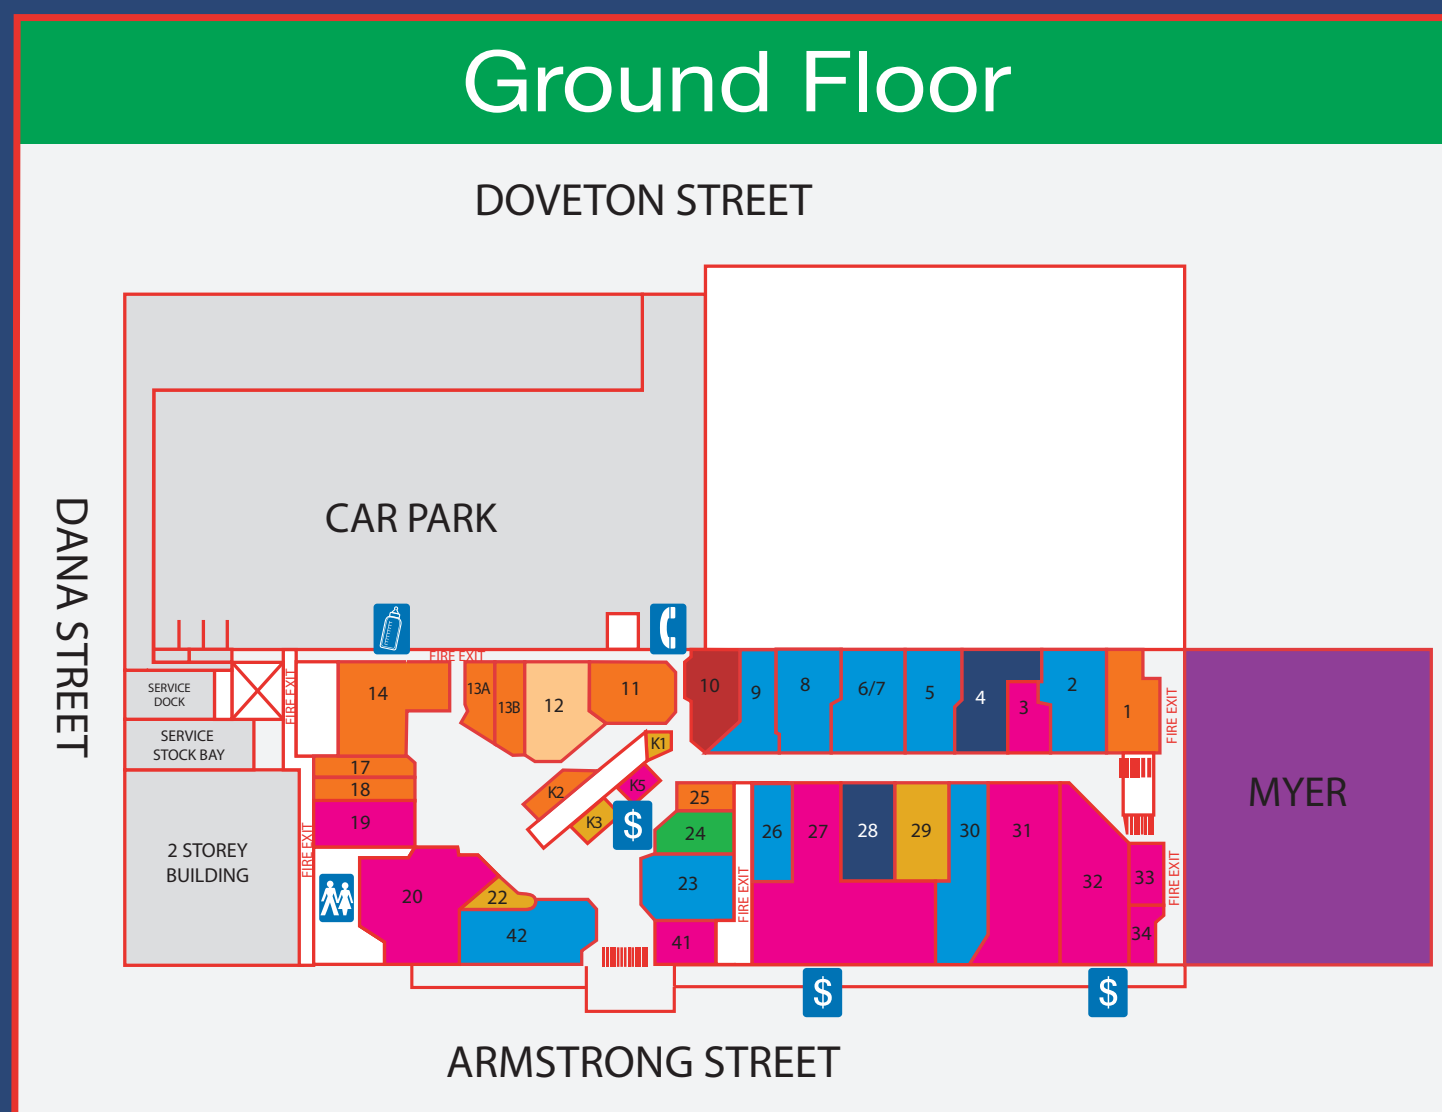 Ground Floor
DOVETON STREET
DANA STREET
CAR PARK
FIRE EXIT
SERVICE
DOCK
FIRE EXIT
SERVICE
STOCK BAY
14
13A
13B
12
11
10
9
8
6/7
5
4
3
2
1
FIRE EXIT
MYER
17
18
19
FIRE EXIT
2 STOREY
BUILDING
K1
K2
K5
K3
$
25
24
23
41
FIRE EXIT
26
27
28
29
30
31
32
33
34
FIRE EXIT
20
22
42
$
$
ARMSTRONG STREET